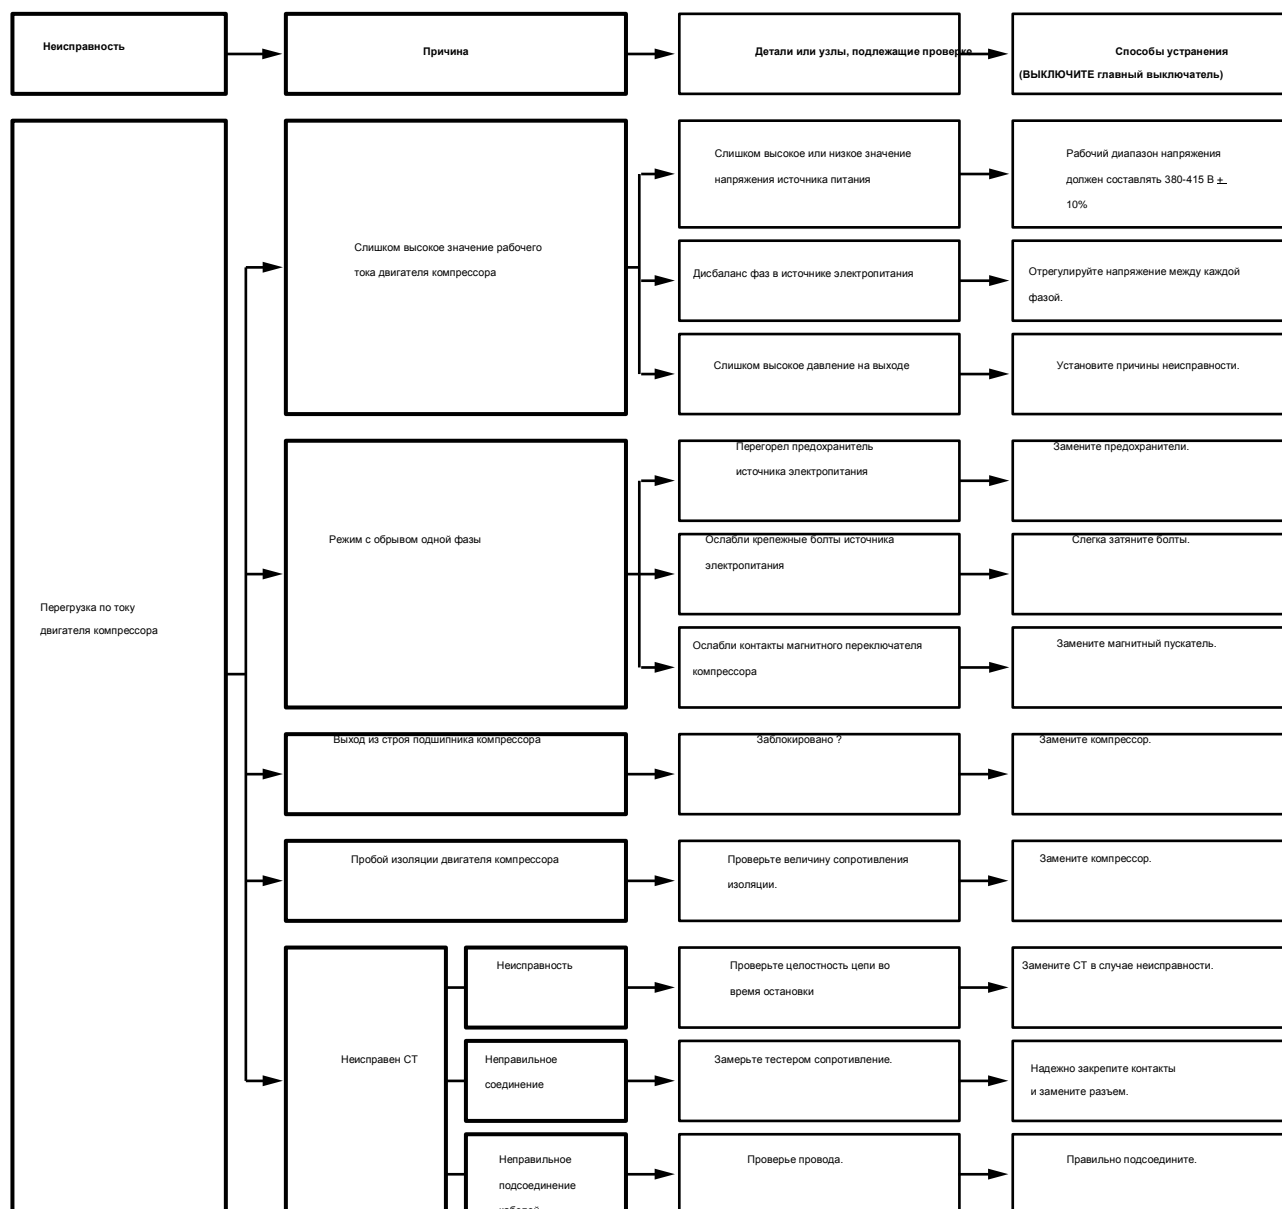 Неисправность
Причина
Детали или узлы, подлежащие проверке
Способы устранения
(ВЫКЛЮЧИТЕ главный выключатель)
Перегрузка по току
двигателя компрессора
Слишком высокое значение рабочего
тока двигателя компрессора
Слишком высокое или низкое значение
напряжения источника питания
Рабочий диапазон напряжения
должен составлять 380-415 В ±
10%
Дисбаланс фаз в источнике электропитания
Отрегулируйте напряжение между каждой
фазой.
Слишком высокое давление на выходе
Установите причины неисправности.
Режим с обрывом одной фазы
Перегорел предохранитель
источника электропитания
Замените предохранители.
Ослабли крепежные болты источника
электропитания
Слегка затяните болты.
Ослабли контакты магнитного переключателя
компрессора
Замените магнитный пускатель.
Выход из строя подшипника компрессора
Заблокировано ?
Замените компрессор.
Пробой изоляции двигателя компрессора
Проверьте величину сопротивления
изоляции.
Замените компрессор.
Неисправен СТ
Неисправность
Проверьте целостность цепи во
время остановки
Замените СТ в случае неисправности.
Неправильное
соединение
Замерьте тестером сопротивление.
Надежно закрепите контакты
и замените разъем.
Неправильное
подсоединение
Проверье провода.
Правильно подсоедините.